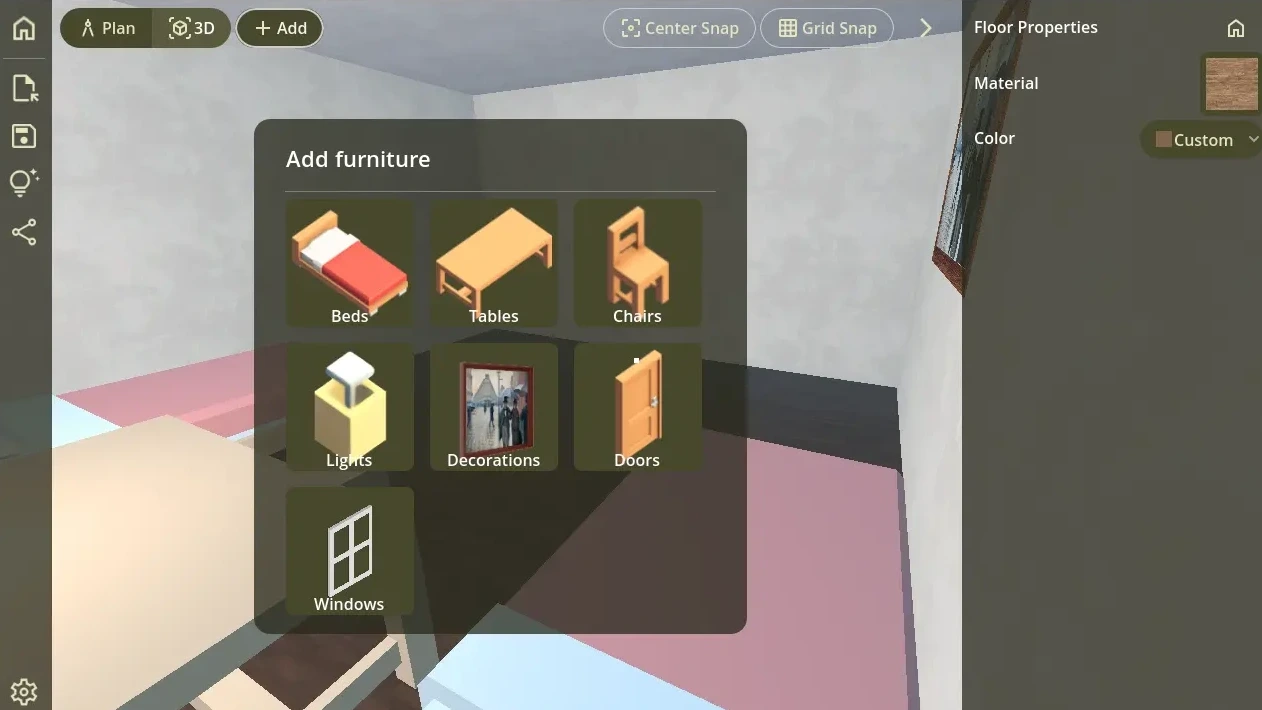 Plan
3D
Add
Center Snap
Grid Snap
Floor Properties
Material
Color
Custom
Add furniture
Beds
Tables
Chairs
Lights
Decorations
Doors
Windows